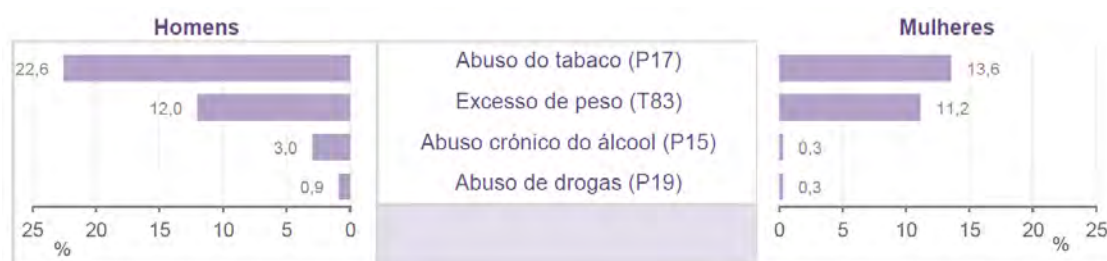 Homens
Mulheres
22,6
Abuso do tabaco (P17)
13,6
12,0
Excesso de peso (T83)
11,2
3,0
Abuso crónico do álcool (P15)
0,3
0,9
Abuso de drogas (P19)
0,3
25 20 15 10 5 0
0 5 10 15 20 25
%
%